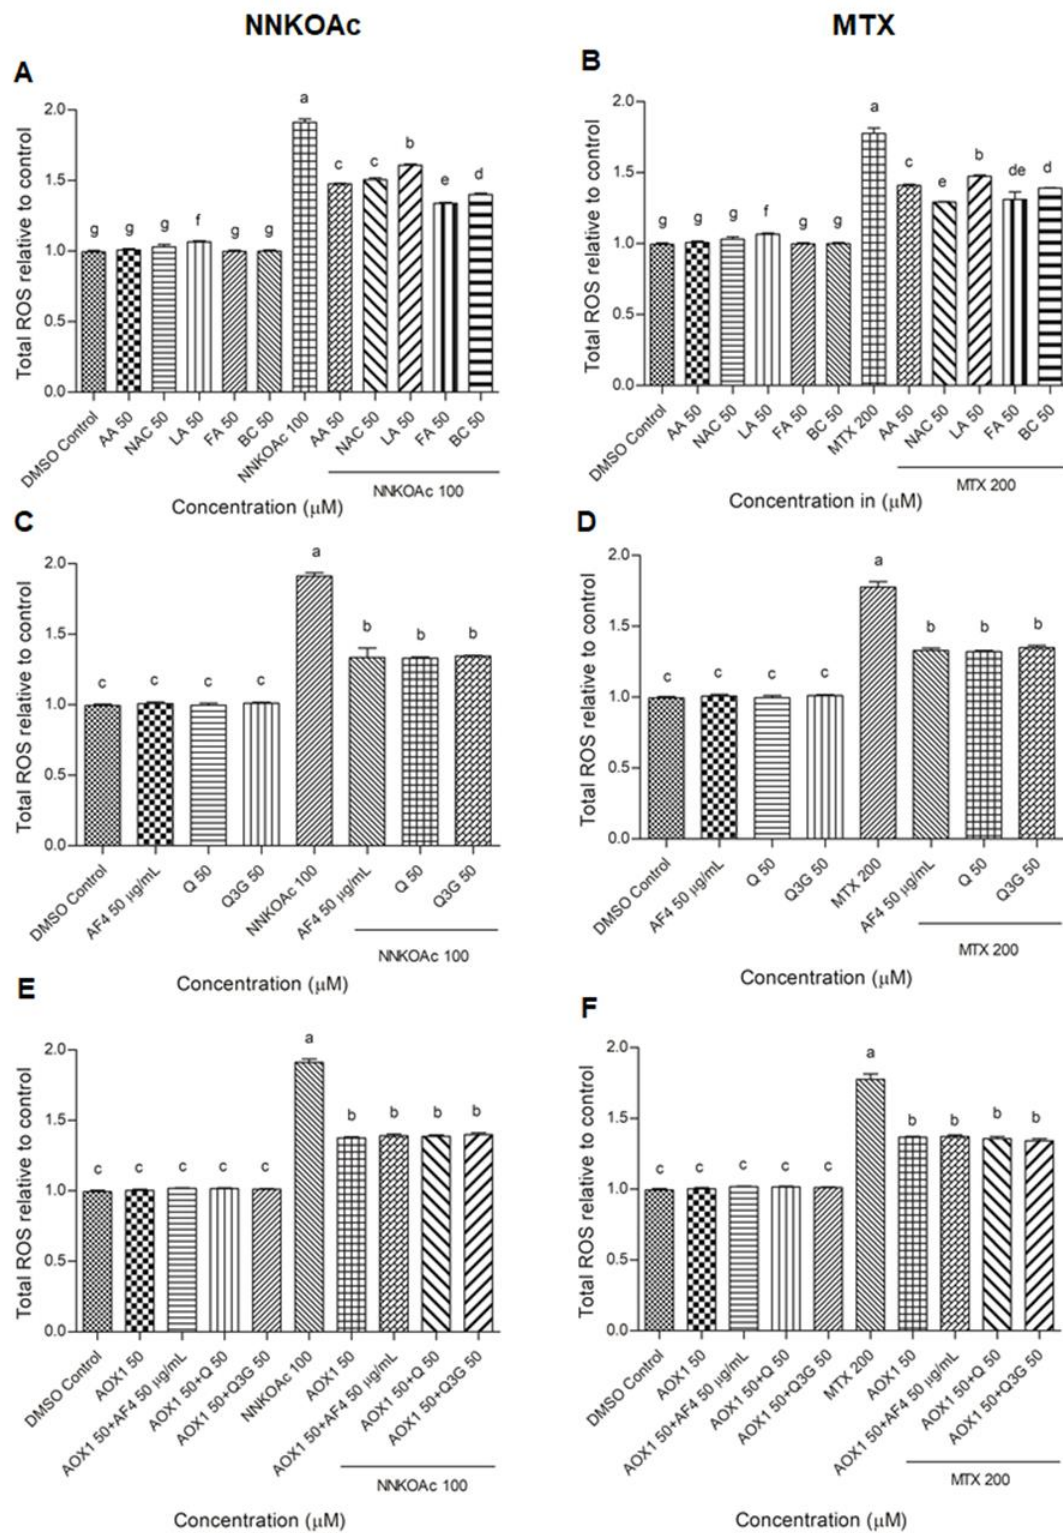 NNKOAc
MTX
A
Total ROS relative to control
2.0
1.5
1.0
0.5
0.0
g g g f g g a c c b e d
DMSO Control
AA 50
NAC 50
LA 50
FA 50
BC 50
NNKOAc 100
AA 50
NAC 50
LA 50
FA 50
BC 50
NNKOAc 100
Concentration (μM)
B
Total ROS relative to control
2.0
1.5
1.0
0.5
0.0
g g g f g g a c e b de d
DMSO Control
AA 50
NAC 50
LA 50
FA 50
BC 50
MTX 200
AA 50
NAC 50
LA 50
FA 50
BC 50
MTX 200
Concentration in (μM)
C
Total ROS relative to control
2.0
1.5
1.0
0.5
0.0
c c c c a b b b
DMSO Control
AF4 50 μg/mL
Q 50
Q3G 50
NNKOAc 100
AF4 50 μg/mL
Q 50
Q3G 50
NNKOAc 100
Concentration (μM)
D
Total ROS relative to control
2.0
1.5
1.0
0.5
0.0
c c c c a b b b
DMSO Control
AF4 50 μg/mL
Q 50
Q3G 50
MTX 200
AF4 50 μg/mL
Q 50
Q3G 50
MTX 200
Concentration (μM)
E
Total ROS relative to control
2.0
1.5
1.0
0.5
0.0
c c c c c a b b b b
DMSO Control
AOX1 50
AOX1 50+AF4 50 μg/mL
AOX1 50+Q 50
AOX1 50+Q3G 50
NNKOAc 100
AOX1 50
AOX1 50+AF4 50 μg/mL
AOX1 50+Q 50
AOX1 50+Q3G 50
NNKOAc 100
Concentration (μM)
F
Total ROS relative to control
2.0
1.5
1.0
0.5
0.0
c c c c c a b b b b
DMSO Control
AOX1 50
AOX1 50+AF4 50 μg/mL
AOX1 50+Q 50
AOX1 50+Q3G 50
MTX 200
AOX1 50
AOX1 50+AF4 50 μg/mL
AOX1 50+Q 50
AOX1 50+Q3G 50
MTX 200
Concentration (μM)